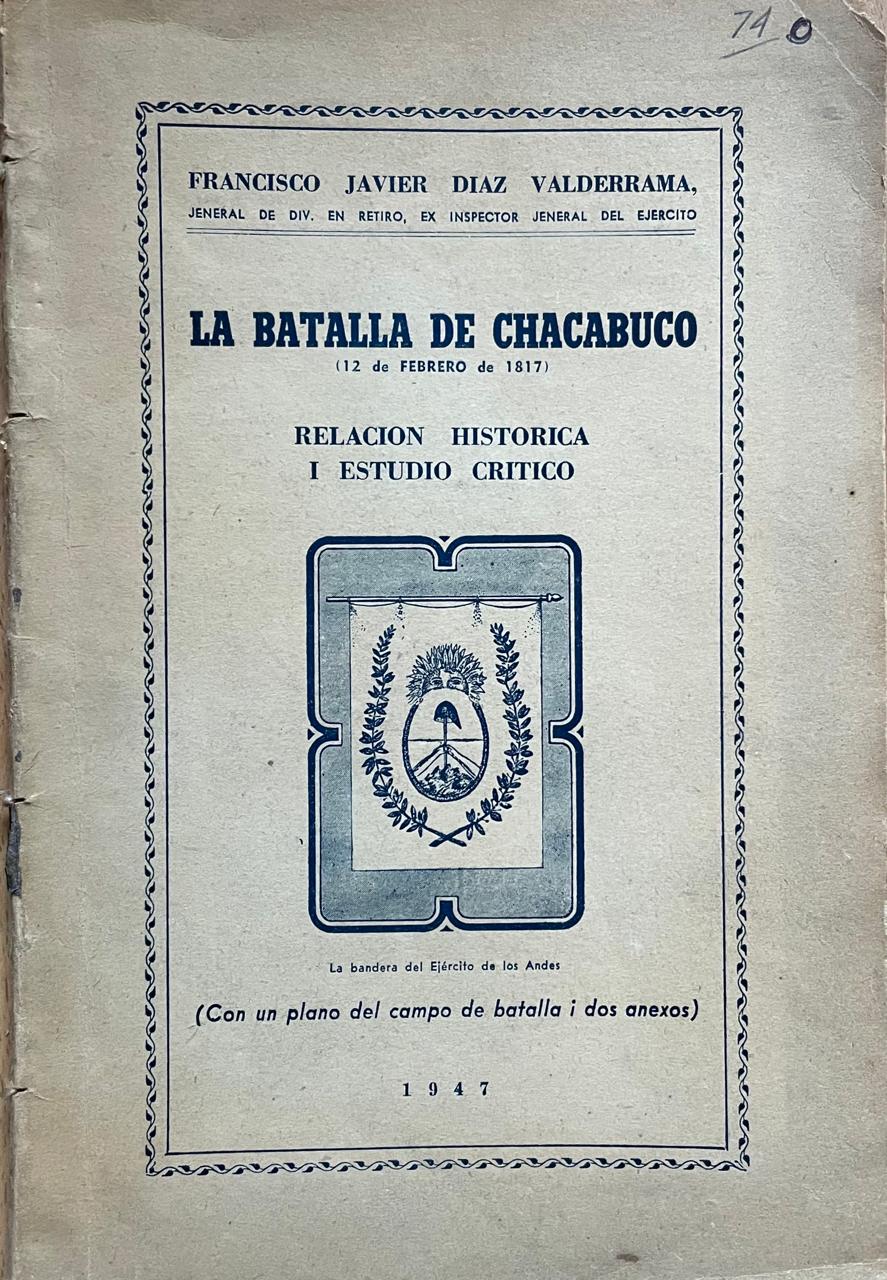 740
FRANCISCO JAVIER DIAZ VALDERRAMA,
JENERAL DE DIV. EN RETIRO, EX INSPECTOR JENERAL DEL EJERCITO
LA BATALLA DE CHACABUCO
(12 de FEBRERO de 1817)
RELACION HISTORICA
I ESTUDIO CRITICO
La bandera del Ejército de los Andes
(Con un plano del campo de batalla i dos anexos)
1947